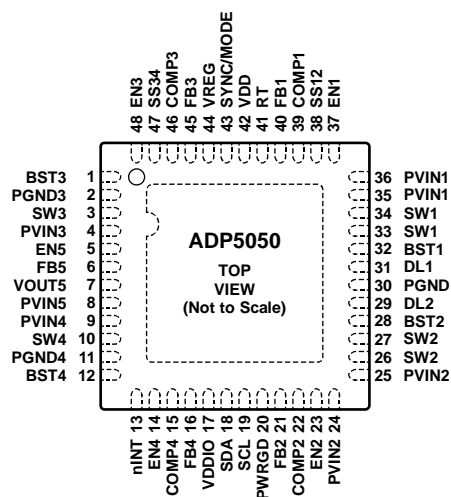 48 EN3
47 SS34
46 COMP3
45 FB3
44 VREG
43 SYNC/MODE
42 VDD
41 RT
40 FB1
39 COMP1
38 SS12
37 EN1
BST3 1
PGND3 2
SW3 3
PVIN3 4
EN5 5
FB5 6
VOUT5 7
PVIN5 8
PVIN4 9
SW4 10
PGND4 11
BST4 12
ADP5050
TOP
VIEW
(Not to Scale)
36 PVIN1
35 PVIN1
34 SW1
33 SW1
32 BST1
31 DL1
30 PGND
29 DL2
28 BST2
27 SW2
26 SW2
25 PVIN2
nINT 13
EN4 14
COMP4 15
FB4 16
VDDIO 17
SDA 18
SCL 19
PWRGD 20
FB2 21
COMP2 22
EN2 23
PVIN2 24